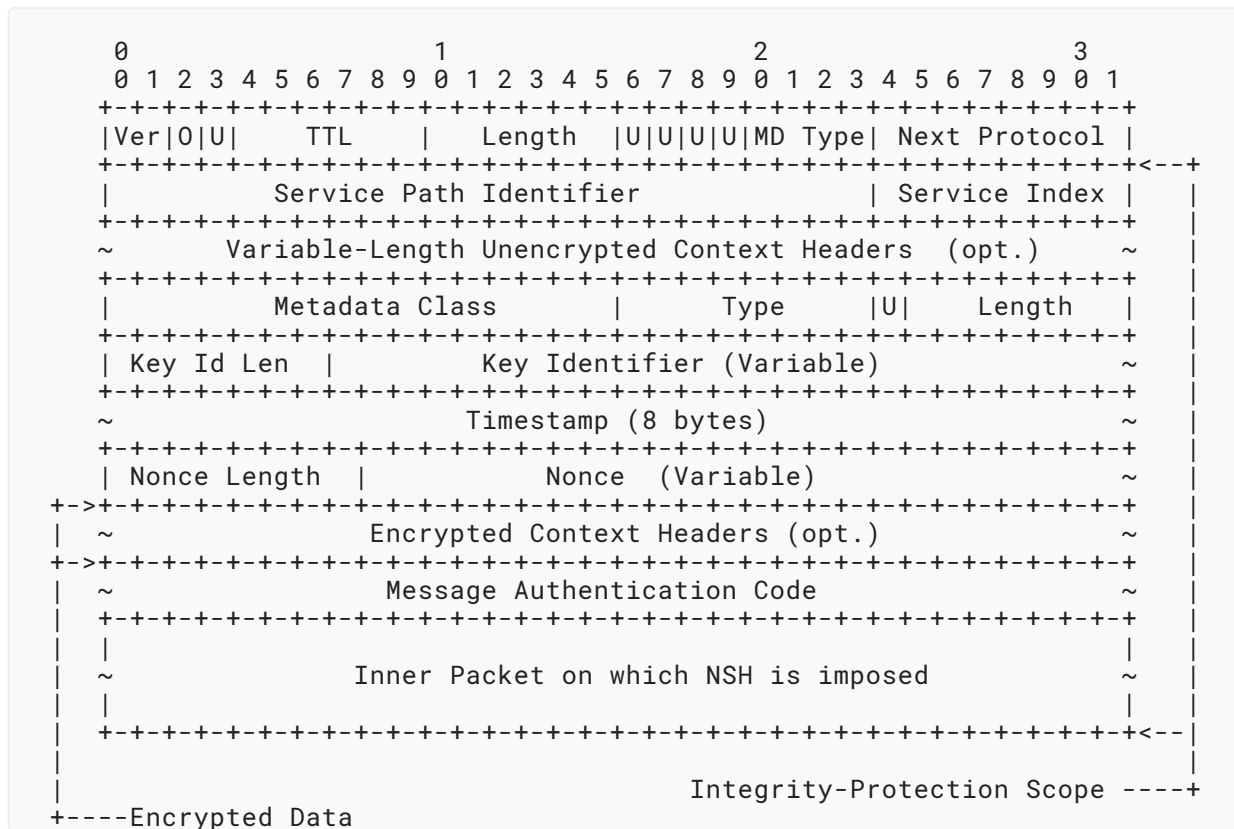 0                   1                   2                   3
 0 1 2 3 4 5 6 7 8 9 0 1 2 3 4 5 6 7 8 9 0 1 2 3 4 5 6 7 8 9 0 1
+-+-+-+-+-+-+-+-+-+-+-+-+-+-+-+-+-+-+-+-+-+-+-+-+-+-+-+-+-+-+-+-+
|Ver|O|U|    TTL    |   Length  |U|U|U|U|MD Type| Next Protocol |
+-+-+-+-+-+-+-+-+-+-+-+-+-+-+-+-+-+-+-+-+-+-+-+-+-+-+-+-+-+-+-+-+<--+
|          Service Path Identifier              | Service Index |   |
+-+-+-+-+-+-+-+-+-+-+-+-+-+-+-+-+-+-+-+-+-+-+-+-+-+-+-+-+-+-+-+-+   |
~       Variable-Length Unencrypted Context Headers  (opt.)     ~   |
+-+-+-+-+-+-+-+-+-+-+-+-+-+-+-+-+-+-+-+-+-+-+-+-+-+-+-+-+-+-+-+-+   |
|          Metadata Class       |      Type     |U|    Length   |   |
+-+-+-+-+-+-+-+-+-+-+-+-+-+-+-+-+-+-+-+-+-+-+-+-+-+-+-+-+-+-+-+-+   |
| Key Id Len  |         Key Identifier (Variable)               ~   |
+-+-+-+-+-+-+-+-+-+-+-+-+-+-+-+-+-+-+-+-+-+-+-+-+-+-+-+-+-+-+-+-+   |
~                      Timestamp (8 bytes)                      ~   |
+-+-+-+-+-+-+-+-+-+-+-+-+-+-+-+-+-+-+-+-+-+-+-+-+-+-+-+-+-+-+-+-+   |
| Nonce Length  |           Nonce  (Variable)                   ~   |
+->+-+-+-+-+-+-+-+-+-+-+-+-+-+-+-+-+-+-+-+-+-+-+-+-+-+-+-+-+-+-+-+-+   |
|  ~                Encrypted Context Headers (opt.)               ~   |
+->+-+-+-+-+-+-+-+-+-+-+-+-+-+-+-+-+-+-+-+-+-+-+-+-+-+-+-+-+-+-+-+-+   |
|  ~                 Message Authentication Code                   ~   |
|  +-+-+-+-+-+-+-+-+-+-+-+-+-+-+-+-+-+-+-+-+-+-+-+-+-+-+-+-+-+-+-+-+   |
|  |                                                               |   |
|  ~               Inner Packet on which NSH is imposed            ~   |
|  |                                                               |   |
|  +-+-+-+-+-+-+-+-+-+-+-+-+-+-+-+-+-+-+-+-+-+-+-+-+-+-+-+-+-+-+-+-+<--|
|                                                                      |
|                                       Integrity-Protection Scope ----+
+----Encrypted Data